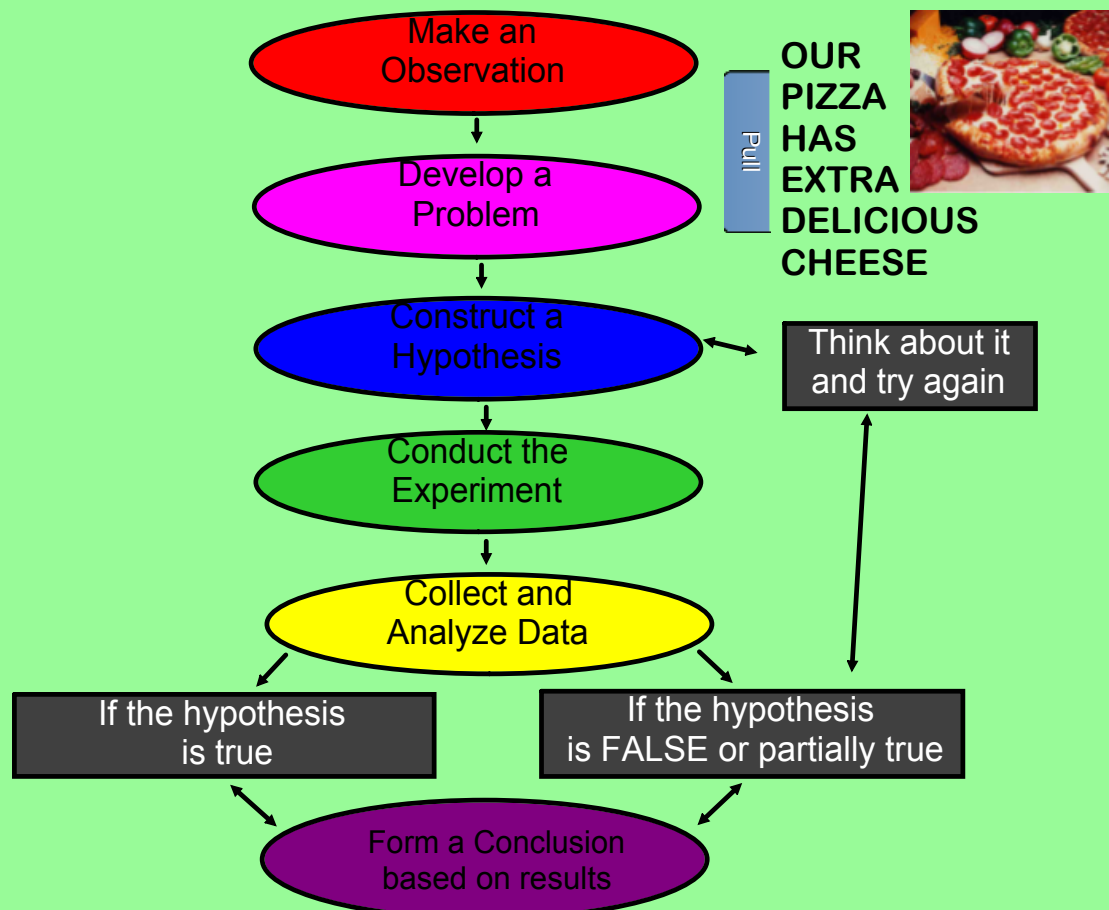 Make an
Observation
Develop a
Problem
Construct a
Hypothesis
Conduct the
Experiment
Collect and
Analyze Data
If the hypothesis
is true
If the hypothesis
is FALSE or partially true
Form a Conclusion
based on results
Think about it
and try again
Pull
OUR
PIZZA
HAS
EXTRA
DELICIOUS
CHEESE